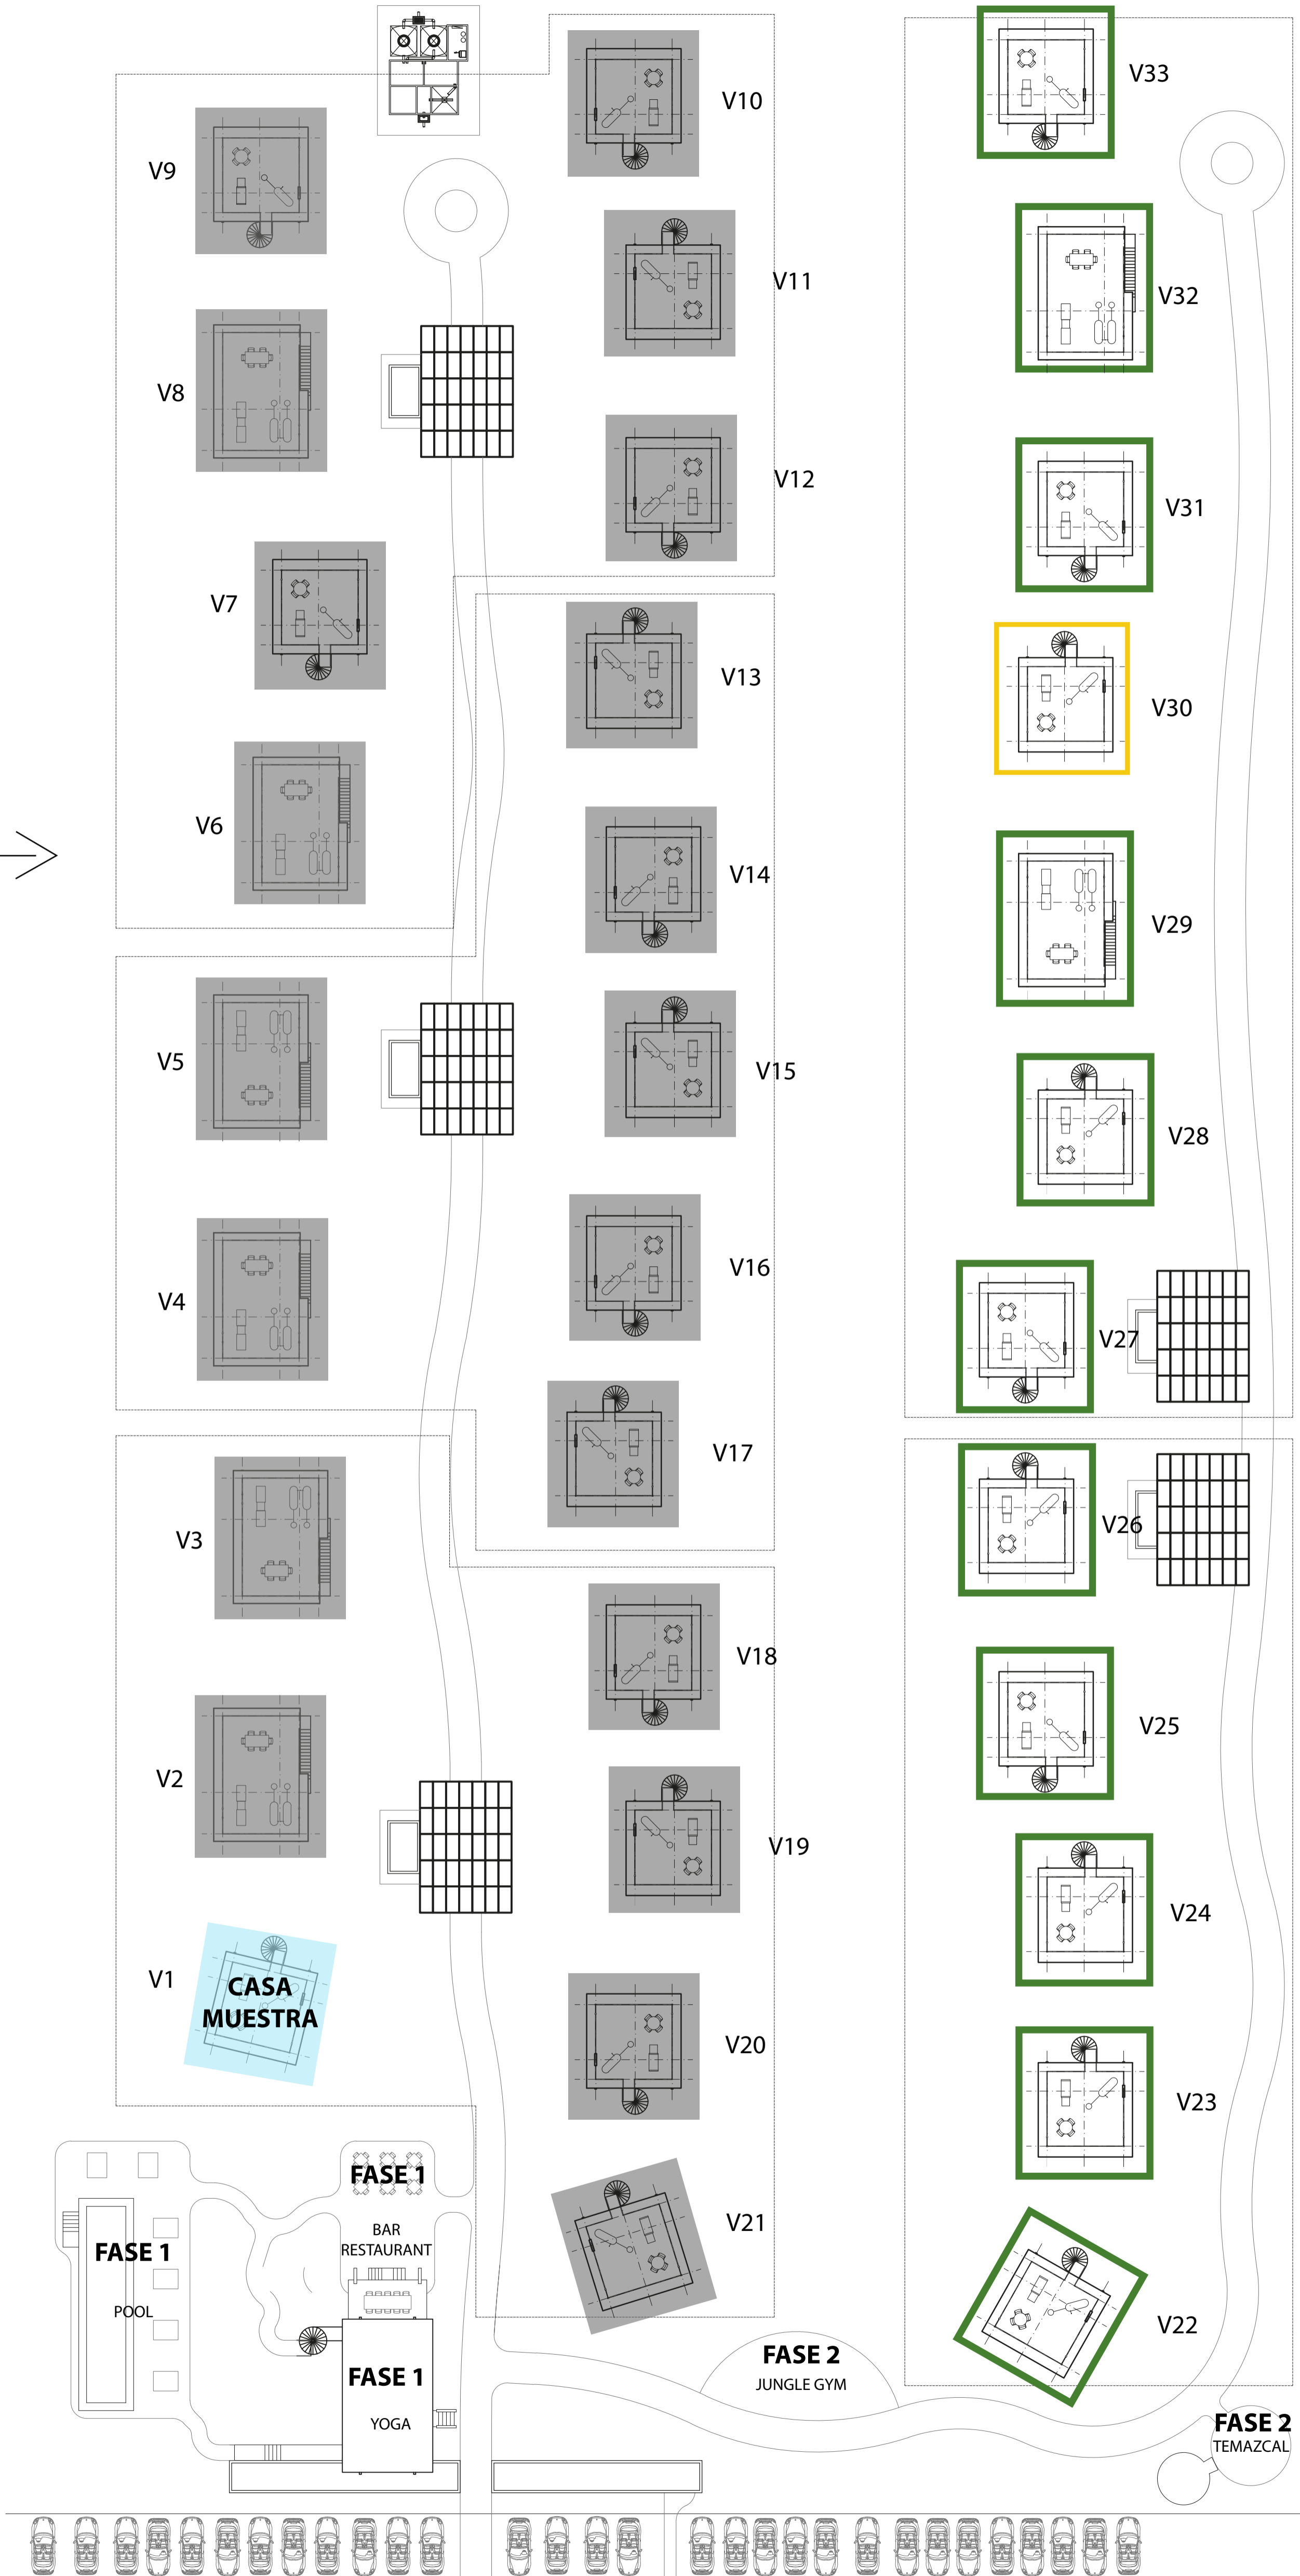 V33
V10
V9
V11
V32
V8
V12
V31
V7
V13
V30
V6
V14
V29
V5
V15
V28
V16
V4
V27
V17
V26
V3
V18
V25
V2
V19
V24
V1
CASA
MUESTRA
V20
V23
FASE 1
V21
BAR
RESTAURANT
FASE 1
POOL
V22
FASE 2
JUNGLE GYM
FASE 1
YOGA
FASE 2
TEMAZCAL